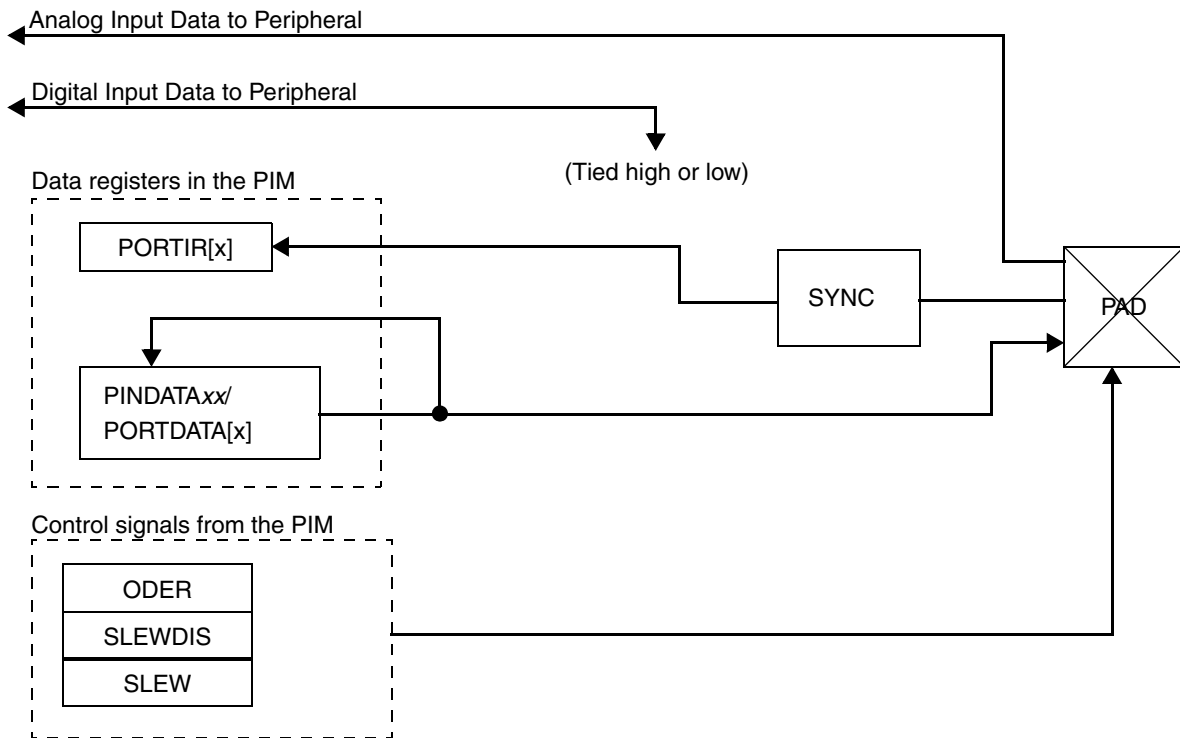 Analog Input Data to Peripheral
Digital Input Data to Peripheral
(Tied high or low)
Data registers in the PIM
PORTIR[x]
SYNC
PAD
PINDATAxx/
PORTDATA[x]
Control signals from the PIM
ODER
SLEWDIS
SLEW